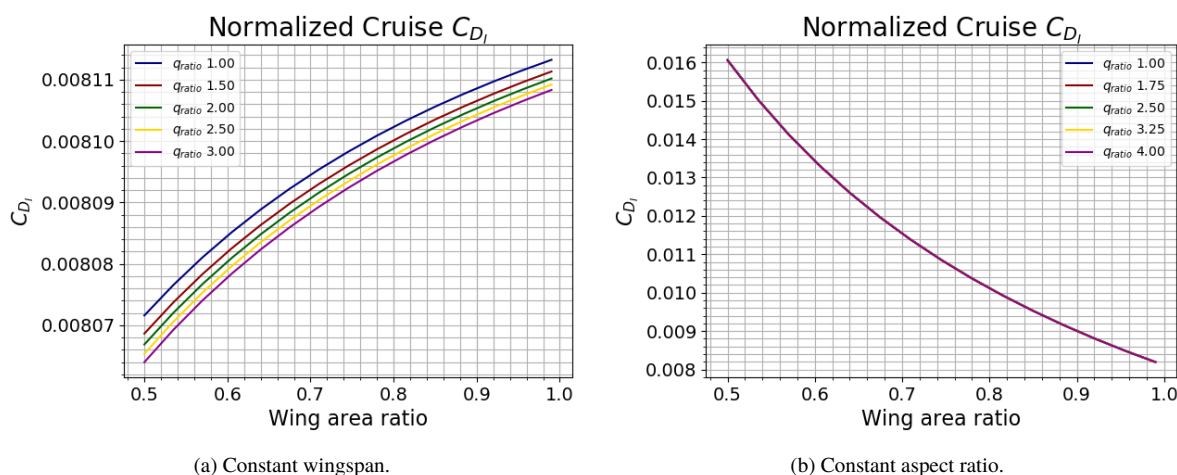 Normalized Cruise C_{D_I}
q_{ratio} 1.00
q_{ratio} 1.50
q_{ratio} 2.00
q_{ratio} 2.50
q_{ratio} 3.00
0.00811
0.00810
0.00809
0.00808
0.00807
C_{D_I}
0.5 0.6 0.7 0.8 0.9 1.0
Wing area ratio
(a) Constant wingspan.
Normalized Cruise C_{D_I}
q_{ratio} 1.00
q_{ratio} 1.75
q_{ratio} 2.50
q_{ratio} 3.25
q_{ratio} 4.00
0.016
0.015
0.014
0.013
0.012
0.011
0.010
0.009
0.008
C_{D_I}
0.5 0.6 0.7 0.8 0.9 1.0
Wing area ratio
(b) Constant aspect ratio.